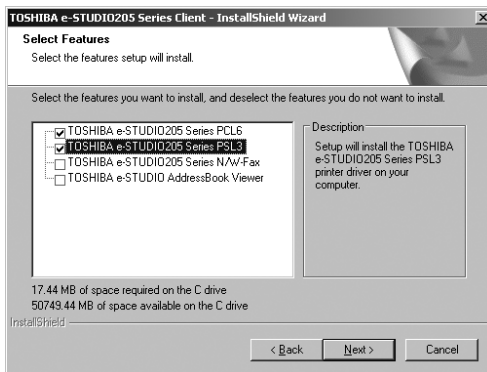 TOSHIBA e-STUDIO205 Series Client - InstallShield Wizard
Select Features
Select the features setup will install.
Select the features you want to install, and deselect the features you do not want to install.
TOSHIBA e-STUDIO205 Series PCL6
TOSHIBA e-STUDIO205 Series PSL3
TOSHIBA e-STUDIO205 Series N/W-Fax
TOSHIBA e-STUDIO AddressBook Viewer
Description
Setup will install the TOSHIBA
e-STUDIO205 Series PSL3
printer driver on your
computer.
17.44 MB of space required on the C drive
50749.44 MB of space available on the C drive
InstallShield
< Back
Next >
Cancel